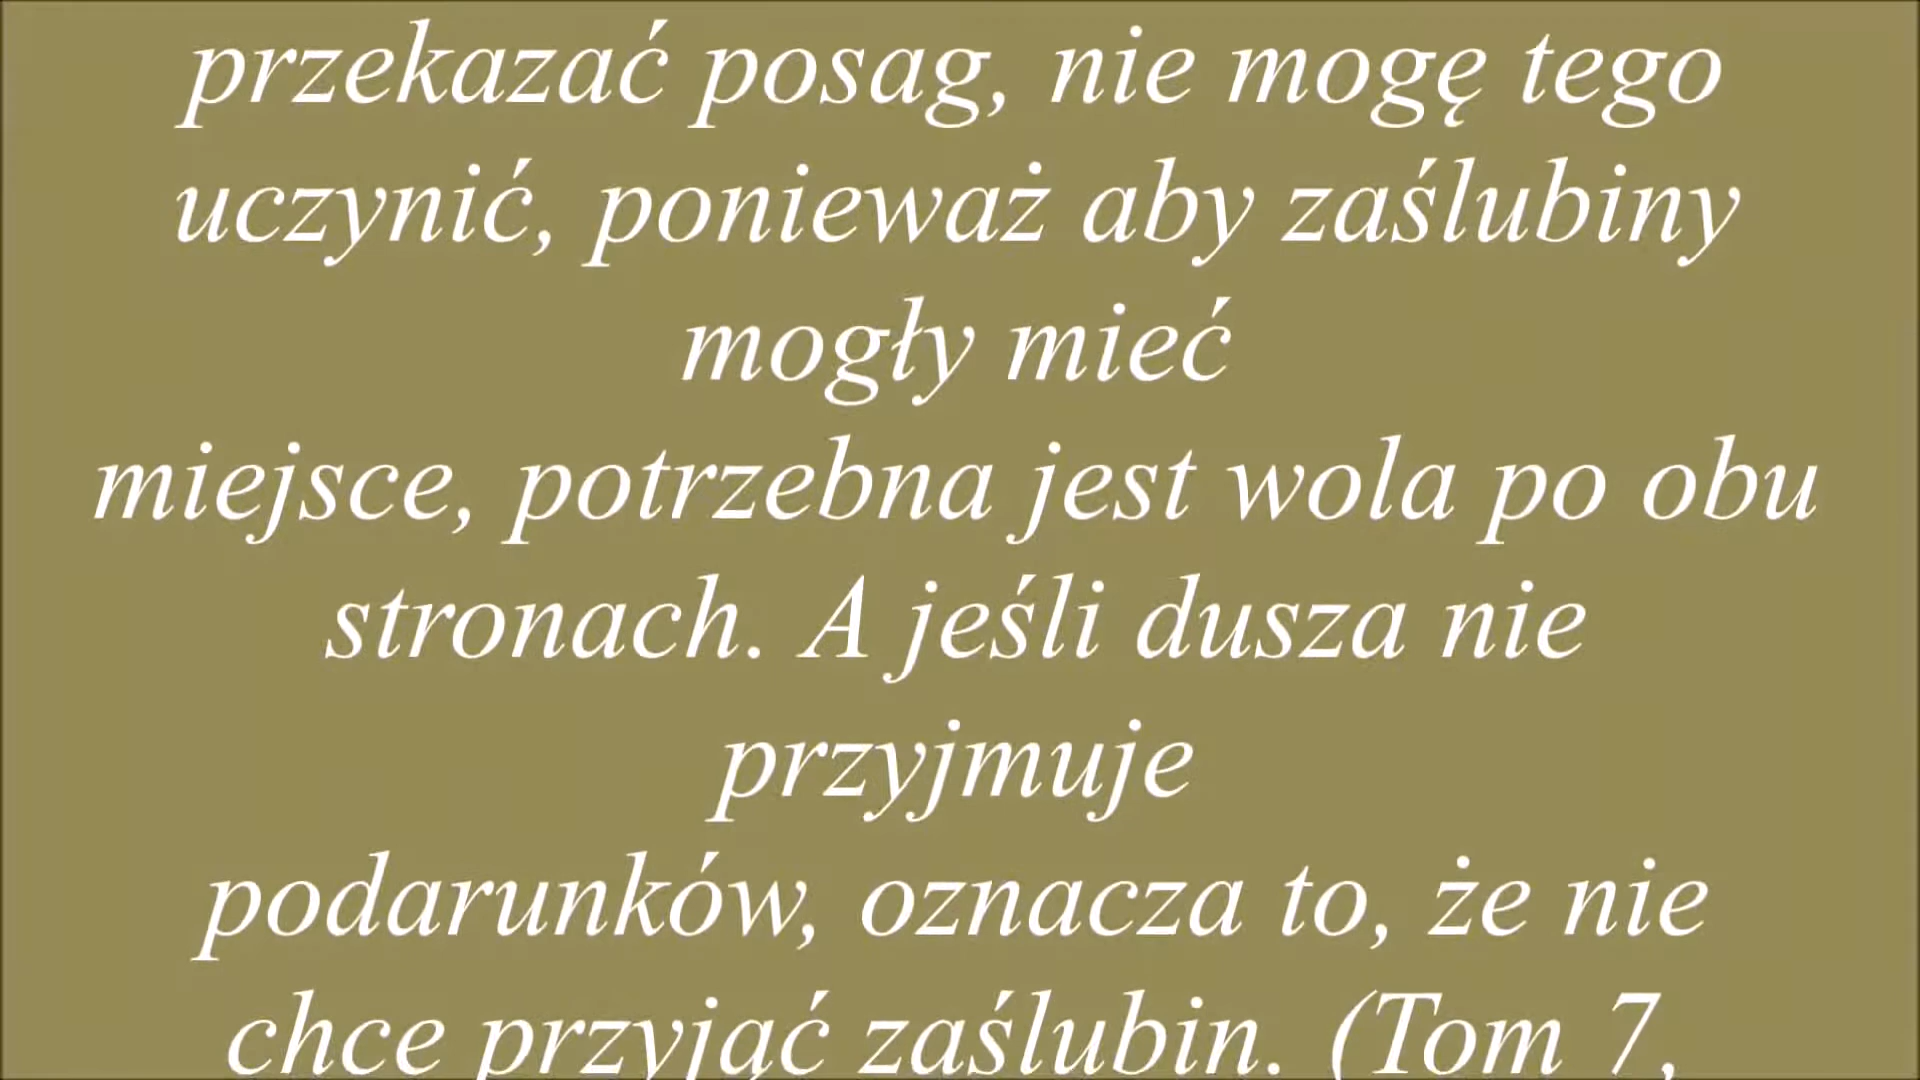 przekazać posag, nie mogę tego
uczynić, ponieważ aby zaślubiny
mogły mieć
miejsce, potrzebna jest wola po obu
stronach. A jeśli dusza nie
przyjmuje
podarunków, oznacza to, że nie
chce przyjąć zaślubin. (Tom 7,